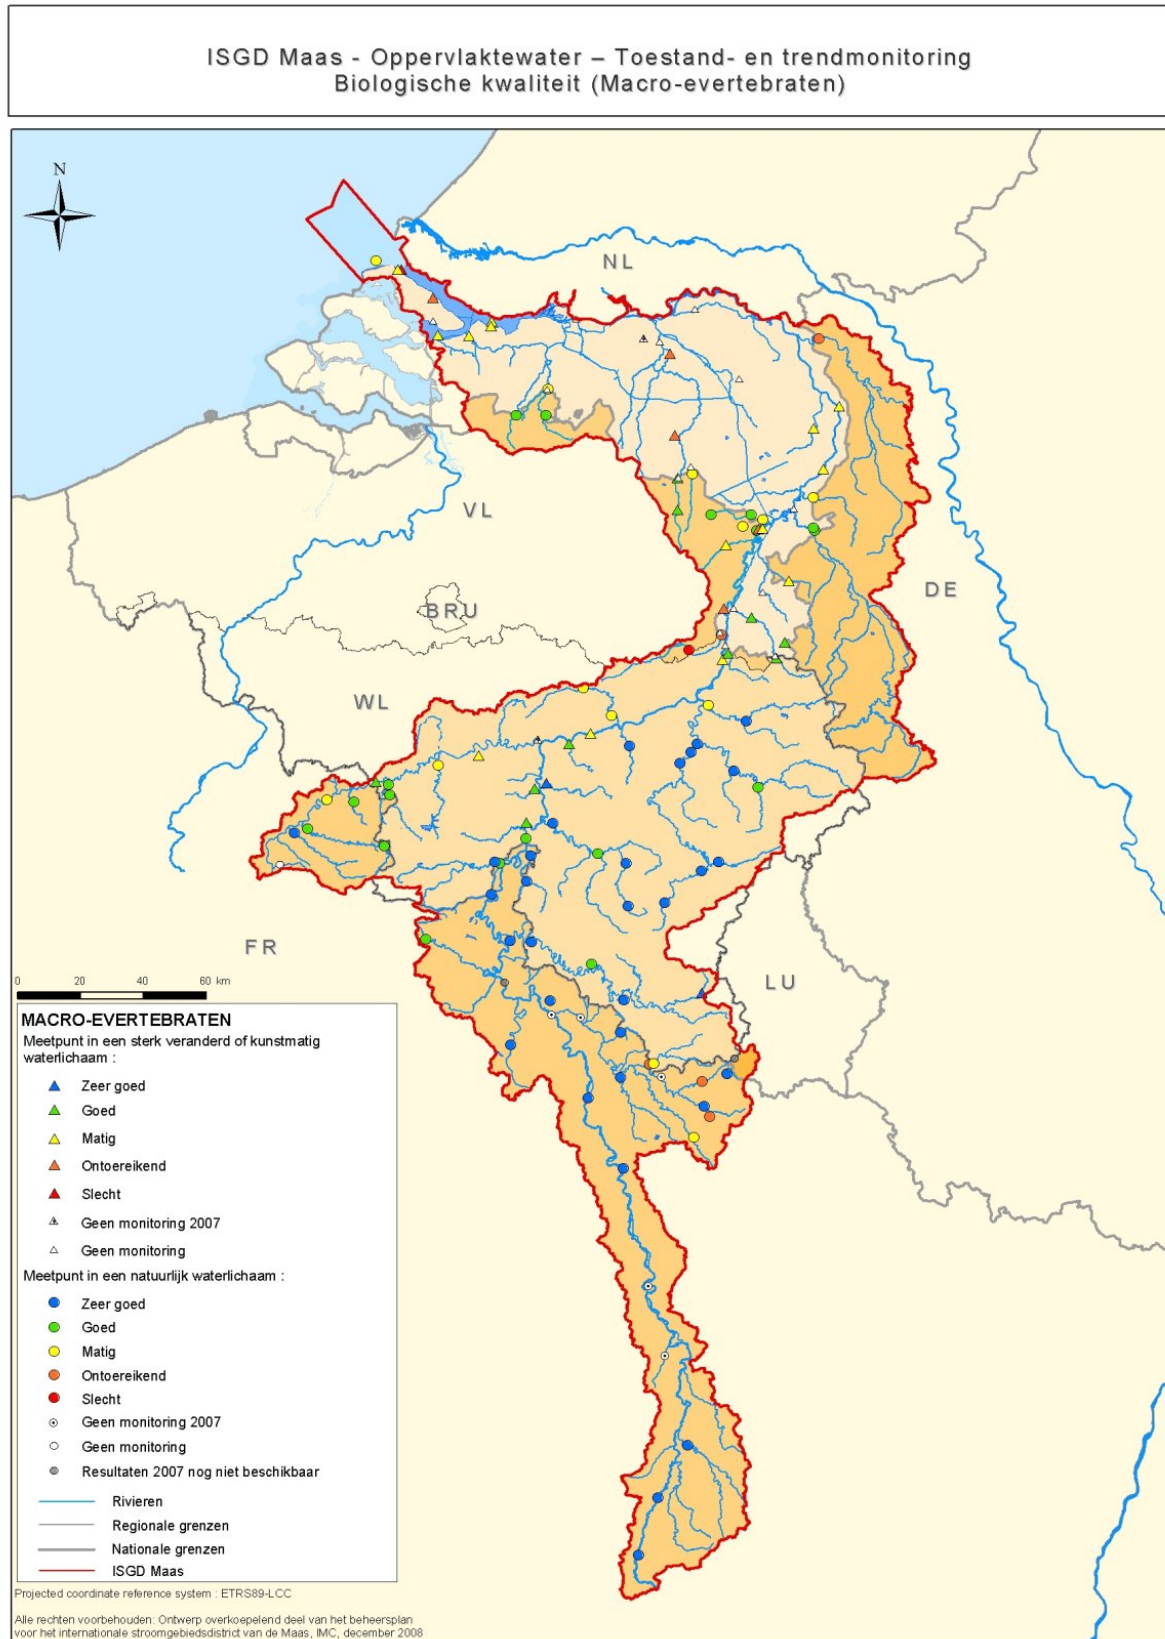 ISGD Maas - Oppervlaktewater – Toestand- en trendmonitoring
Biologische kwaliteit (Macro-evertebraten)
N
NL
VL
DE
BRU
WL
FR
LU
0 20 40 60 km
MACRO-EVERTEBRATEN
Meetpunt in een sterk veranderd of kunstmatig
waterlichaam :
Zeer goed
Goed
Matig
Ontoereikend
Slecht
Geen monitoring 2007
Geen monitoring
Meetpunt in een natuurlijk waterlichaam :
Zeer goed
Goed
Matig
Ontoereikend
Slecht
Geen monitoring 2007
Geen monitoring
Resultaten 2007 nog niet beschikbaar
Rivieren
Regionale grenzen
Nationale grenzen
ISGD Maas
Projected coordinate reference system : ETRS89-LCC
Alle rechten voorbehouden: Ontwerp overkoepelend deel van het beheersplan
voor het internationale stroomgebiedsdistrict van de Maas, IMC, december 2008